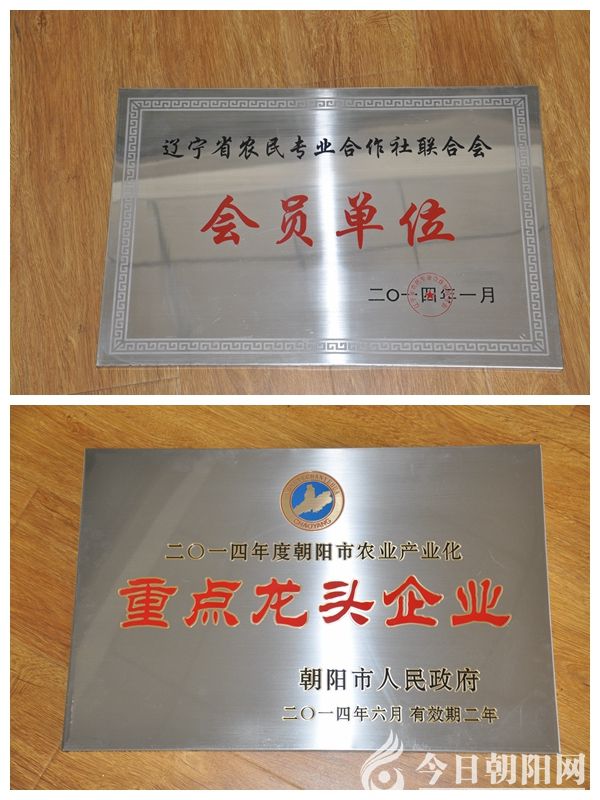 辽宁省农民专业合作社联合会
会员单位
二〇一四年一月
CHAOYANG
二〇一四年度朝阳市农业产业化
重点龙头企业
朝阳市人民政府
二〇一四年六月 有效期二年
今日朝阳网